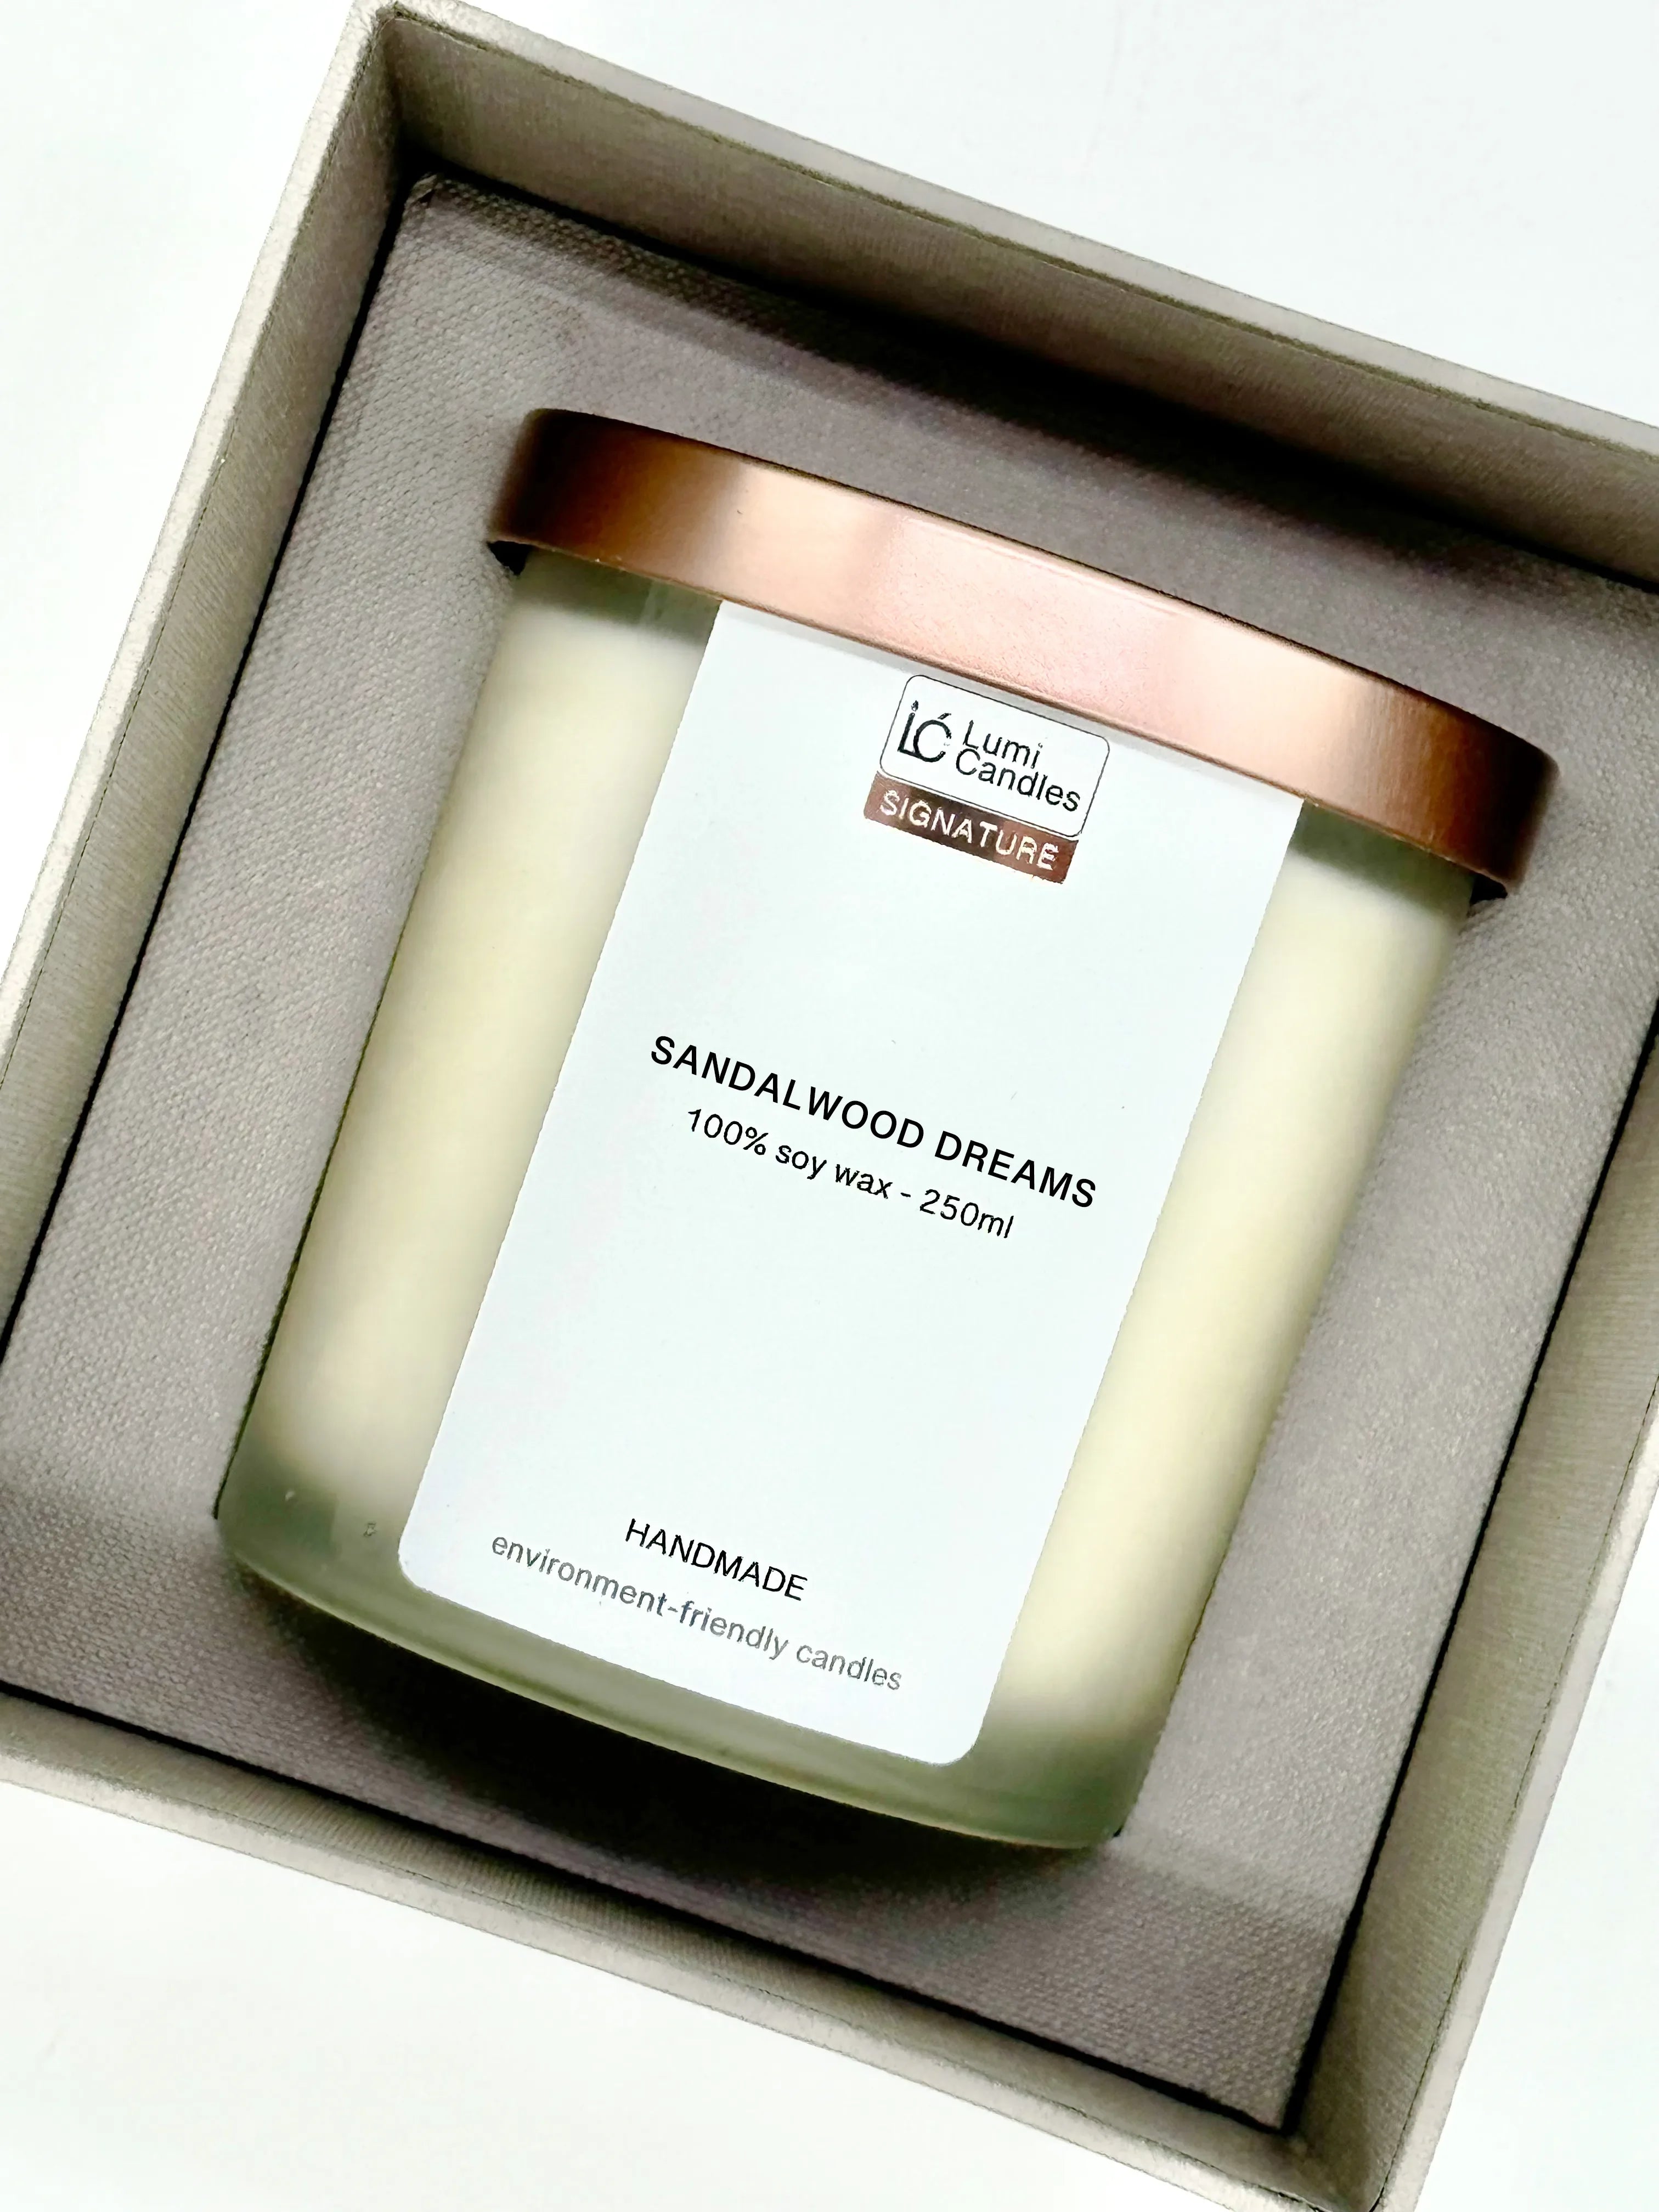 LC Lumi
Candles
SIGNATURE
SANDALWOOD DREAMS
100% soy wax - 250ml
HANDMADE
environment-friendly candles